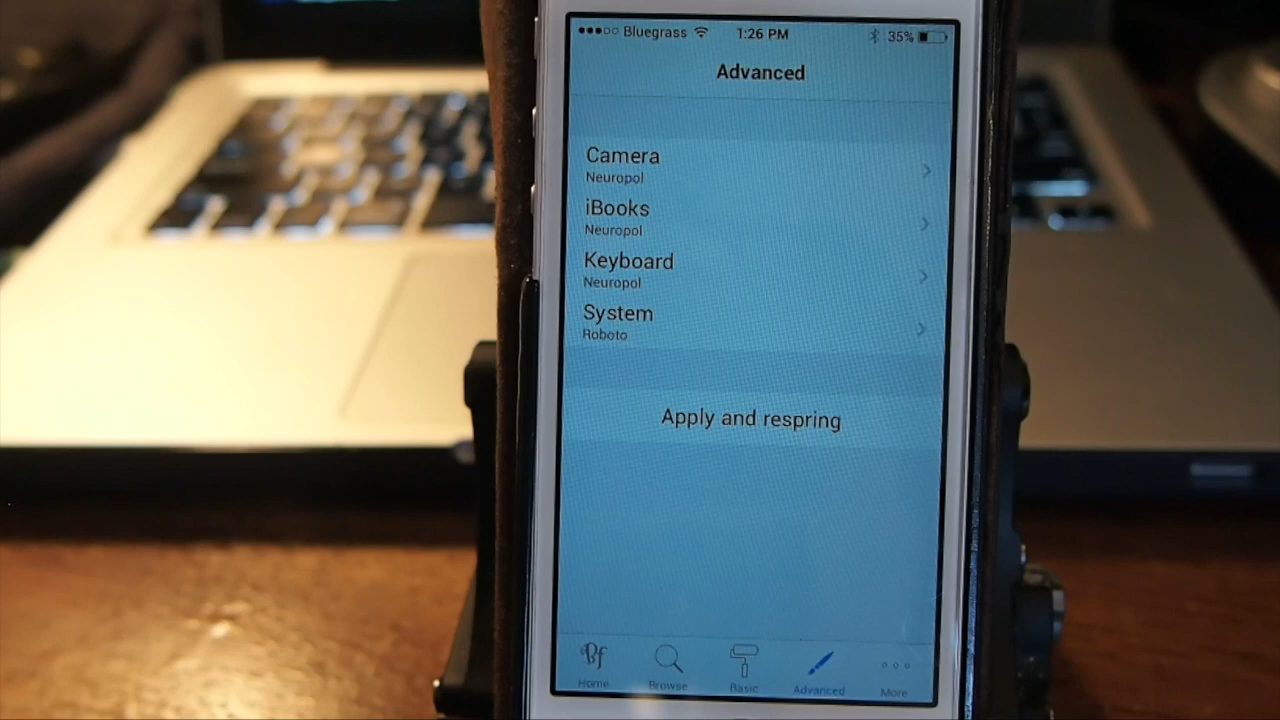 Bluegrass 1:26 PM 35%
Advanced
Camera
Neuropol
iBooks
Neuropol
Keyboard
Neuropol
System
Roboto
Apply and respring
Bf
Home Browse Basic Advanced More